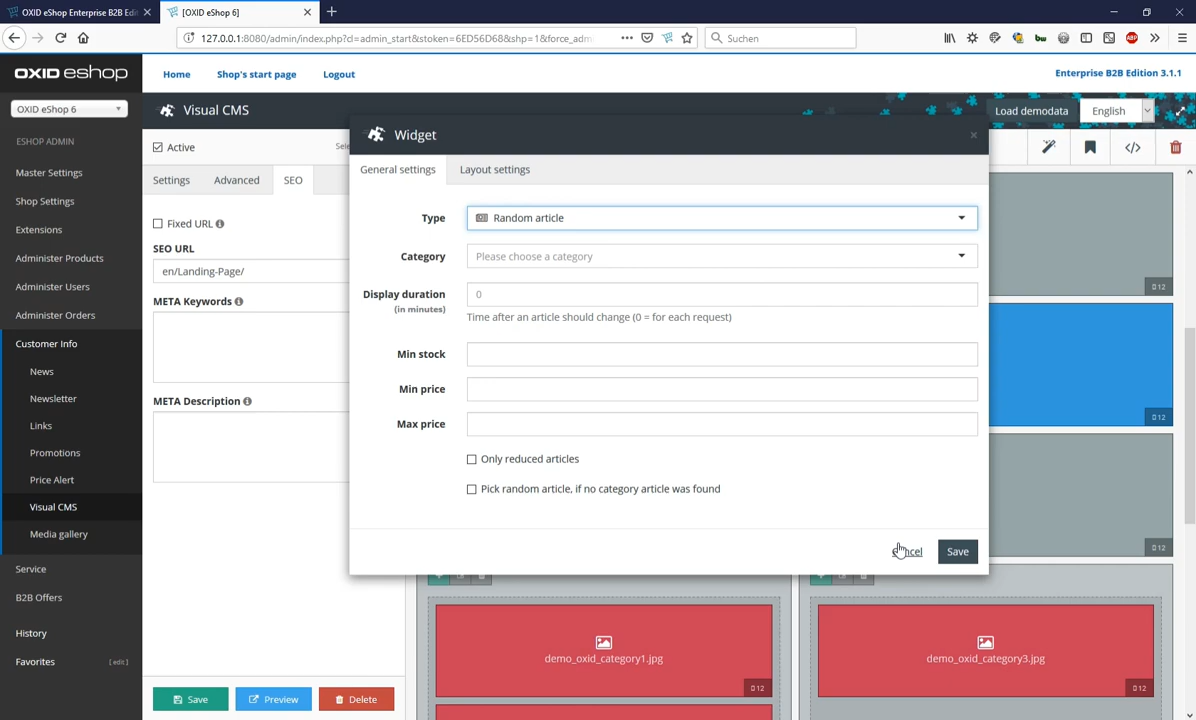 OXID eShop Enterprise B2B Edi
[OXID eShop 6]
127.0.0.1:8080/admin/index.php?cl=admin_start&stoken=6ED56D68&shp=1&force_adm
Suchen
OXID eshop
Home
Shop's start page
Logout
Enterprise B2B Edition 3.1.1
OXID eShop 6
Visual CMS
Load demodata
English
ESHOP ADMIN
Master Settings
Shop Settings
Extensions
Administer Products
Administer Users
Administer Orders
Customer Info
News
Newsletter
Links
Promotions
Price Alert
Visual CMS
Media gallery
Service
B2B Offers
History
Favorites
[ edit ]
Active
Sele
Settings
Advanced
SEO
Fixed URL
SEO URL
en/Landing-Page/
META Keywords
META Description
Save
Preview
Delete
Widget
General settings
Layout settings
Type
Random article
Category
Please choose a category
Display duration
(in minutes)
0
Time after an article should change (0 = for each request)
Min stock
Min price
Max price
Only reduced articles
Pick random article, if no category article was found
Save
12
12
12
demo_oxid_category1.jpg
12
demo_oxid_category3.jpg
12